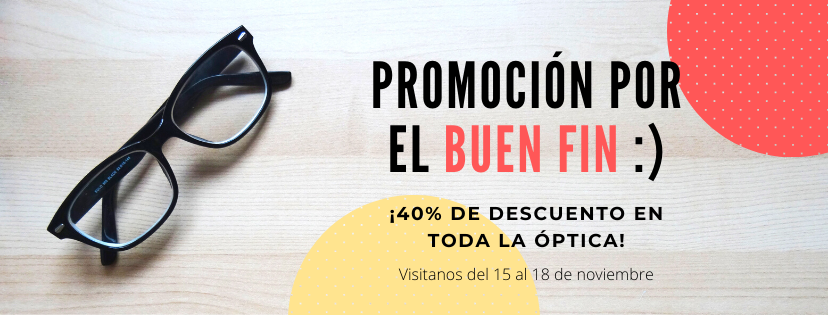 PROMOCIÓN POR
EL BUEN FIN :)
¡40% DE DESCUENTO EN
TODA LA ÓPTICA!
Visitanos del 15 al 18 de noviembre